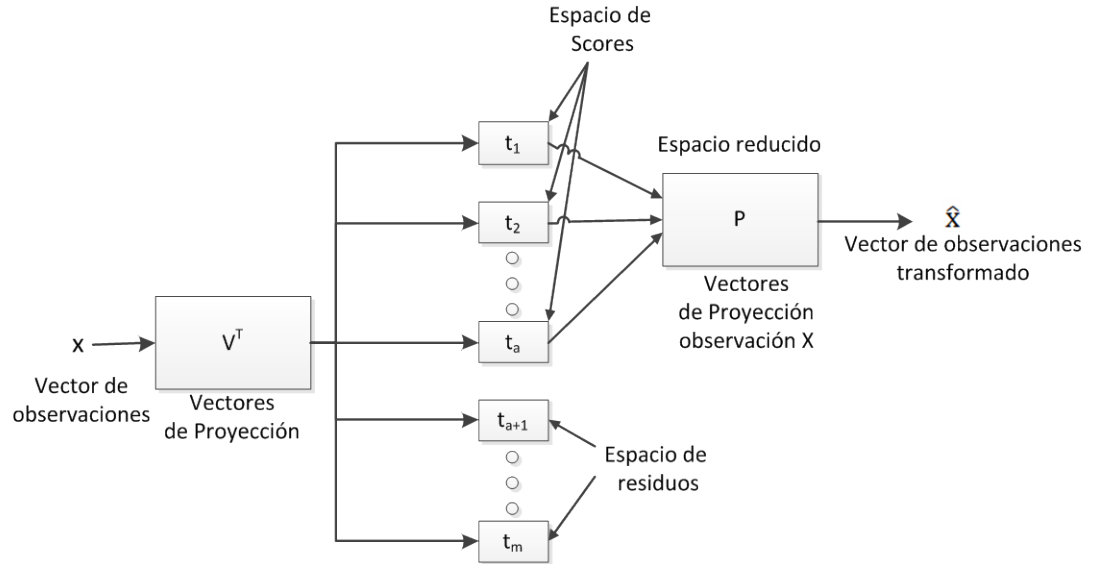 Espacio de
Scores
t₁
Espacio reducido
t₂
P
x̂
Vector de observaciones
transformado
Vectores
de Proyección
observación X
x
Vᵀ
tₐ
Vector de
observaciones
Vectores
de Proyección
tₐ₊₁
Espacio de
residuos
tₘ